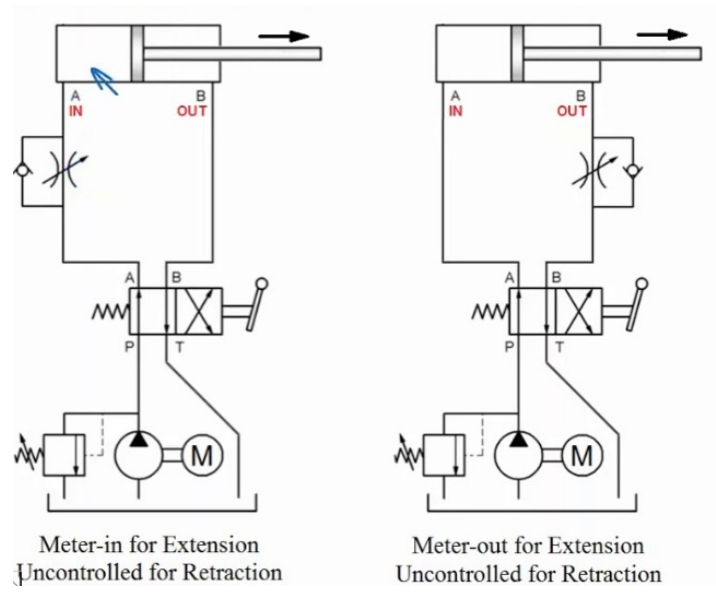 A B
IN OUT
A B
P T
M
Meter-in for Extension
Uncontrolled for Retraction
A B
IN OUT
A B
P T
M
Meter-out for Extension
Uncontrolled for Retraction